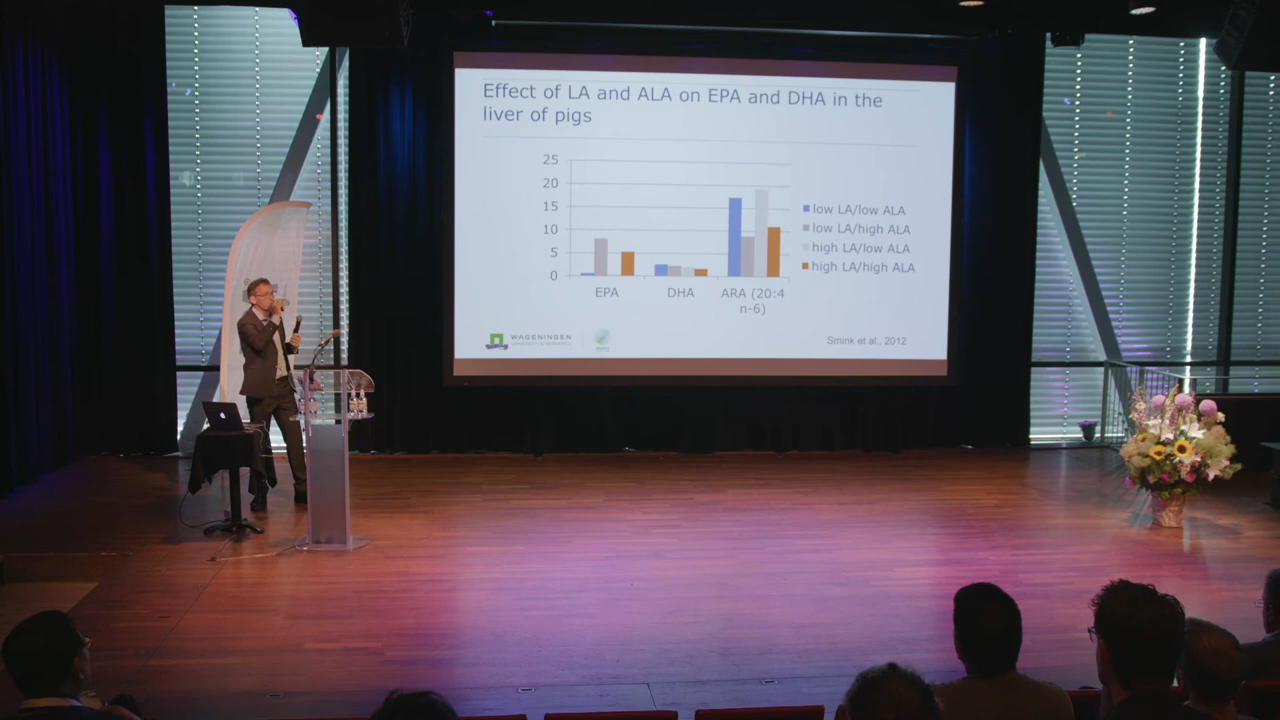 Effect of LA and ALA on EPA and DHA in the
liver of pigs
25
20
15
10
5
0
EPA
DHA
ARA (20:4
n-6)
low LA/low ALA
low LA/high ALA
high LA/low ALA
high LA/high ALA
WAGENINGEN
UNIVERSITY & RESEARCH
Smink et al., 2012